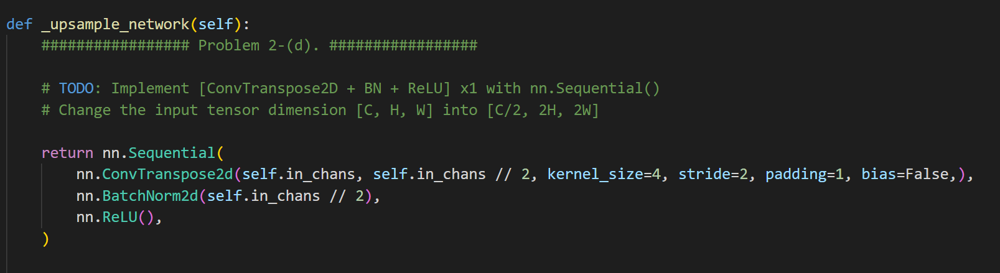 def _upsample_network(self):
################# Problem 2-(d). #################
# TODO: Implement [ConvTranspose2D + BN + ReLU] x1 with nn.Sequential()
# Change the input tensor dimension [C, H, W] into [C/2, 2H, 2W]
return nn.Sequential(
nn.ConvTranspose2d(self.in_chans, self.in_chans // 2, kernel_size=4, stride=2, padding=1, bias=False,),
nn.BatchNorm2d(self.in_chans // 2),
nn.ReLU(),
)